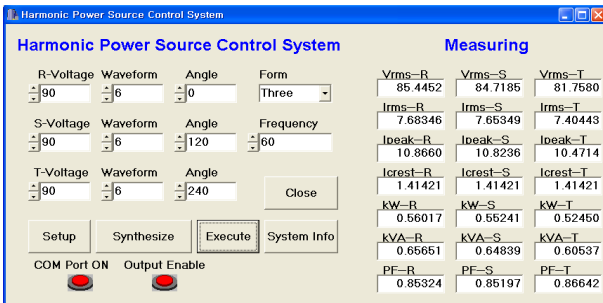 Harmonic Power Source Control System
Harmonic Power Source Control System
Measuring
R-Voltage Waveform Angle Form
90 6 0 Three
S-Voltage Waveform Angle Frequency
90 6 120 60
T-Voltage Waveform Angle
90 6 240
Close
Setup Synthesize Execute System Info
COM Port ON Output Enable
Vrms-R Vrms-S Vrms-T
85.4452 84.7185 81.7580
Irms-R Irms-S Irms-T
7.68346 7.65349 7.40443
Ipeak-R Ipeak-S Ipeak-T
10.8660 10.8236 10.4714
Icrest-R Icrest-S Icrest-T
1.41421 1.41421 1.41421
kW-R kW-S kW-T
0.56017 0.55241 0.52450
kVA-R kVA-S kVA-T
0.65651 0.64839 0.60537
PF-R PF-S PF-T
0.85324 0.85197 0.86642